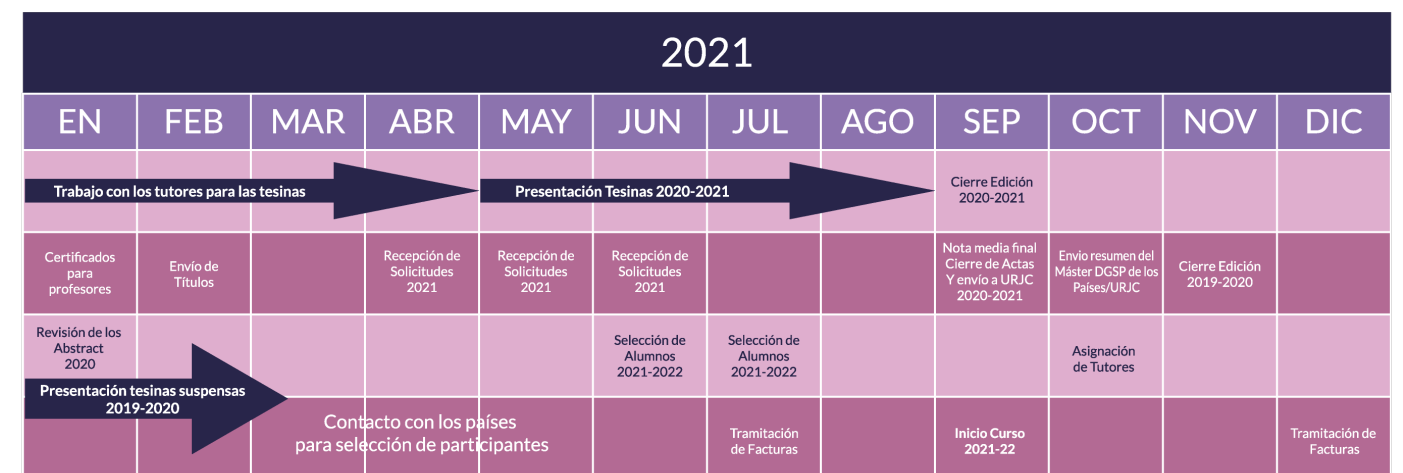 2021
EN FEB MAR ABR MAY JUN JUL AGO SEP OCT NOV DIC
Trabajo con los tutores para las tesinas
Presentación Tesinas 2020-2021
Cierre Edición
2020-2021
Certificados
para
profesores
Envío de
Títulos
Recepción de
Solicitudes
2021
Recepción de
Solicitudes
2021
Recepción de
Solicitudes
2021
Nota media final
Cierre de Actas
Y envío a URJC
2020-2021
Envio resumen del
Máster DGSP de los
Países/URJC
Cierre Edición
2019-2020
Revisión de los
Abstract
2020
Selección de
Alumnos
2021-2022
Selección de
Alumnos
2021-2022
Asignación
de Tutores
Presentación tesinas suspensas
2019-2020
Contacto con los países
para selección de participantes
Tramitación
de Facturas
Inicio Curso
2021-22
Tramitación de
Facturas